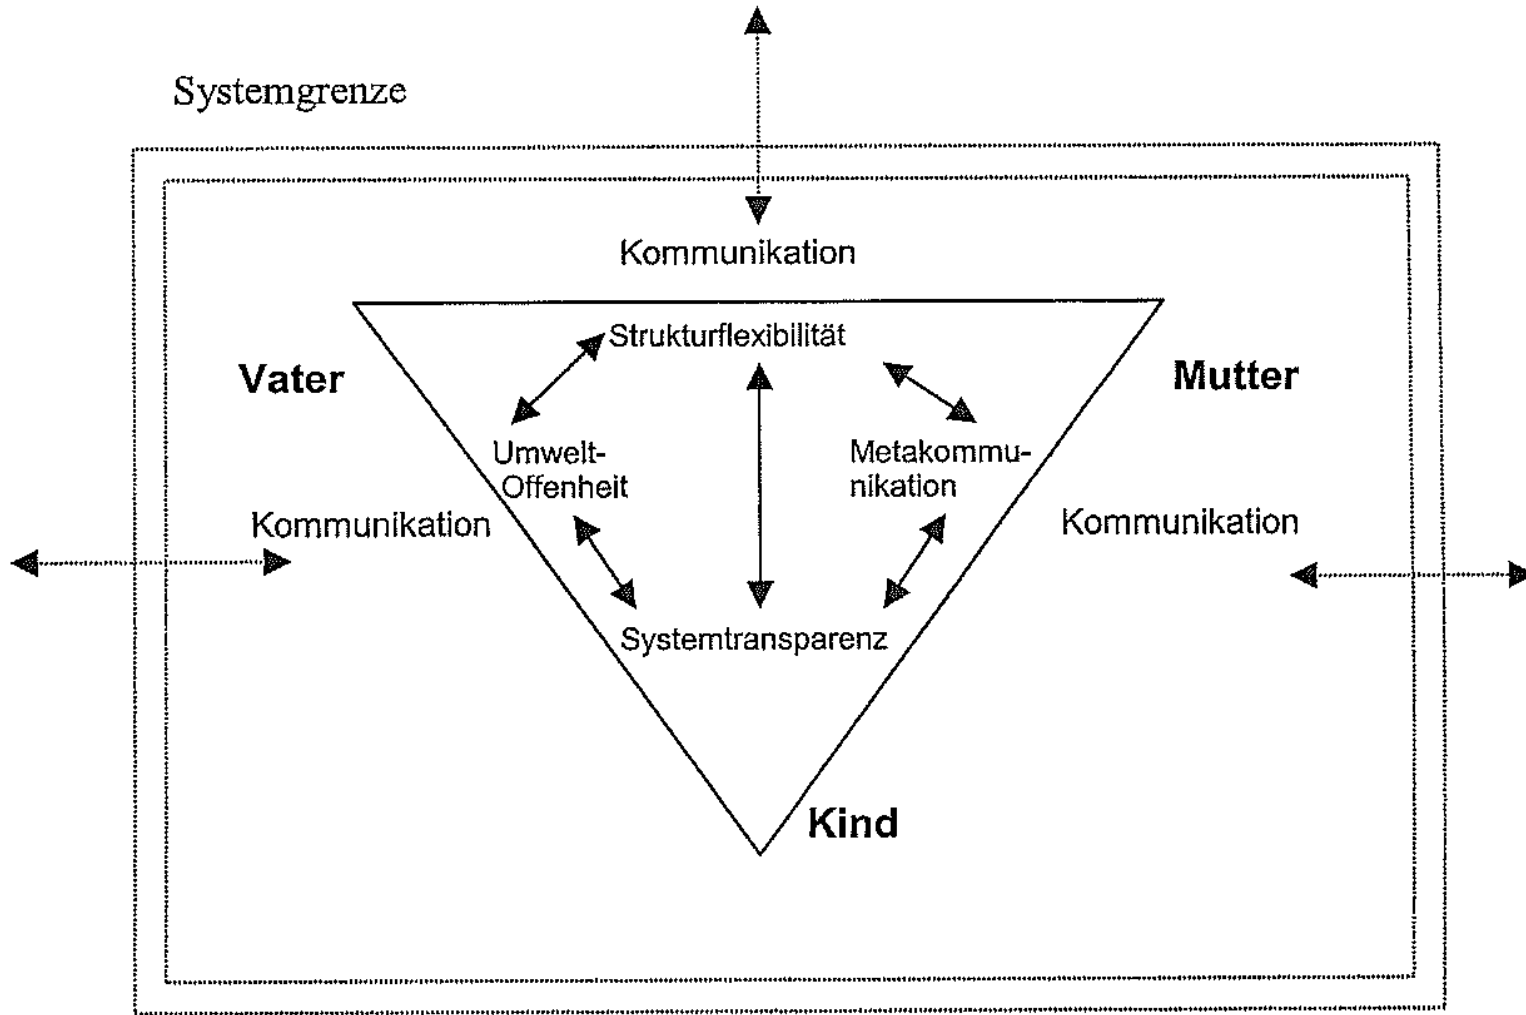 Systemgrenze
Kommunikation
Strukturflexibilität
Vater
Mutter
Umwelt-
Offenheit
Metakommu-
nikation
Kommunikation
Kommunikation
Systemtransparenz
Kind